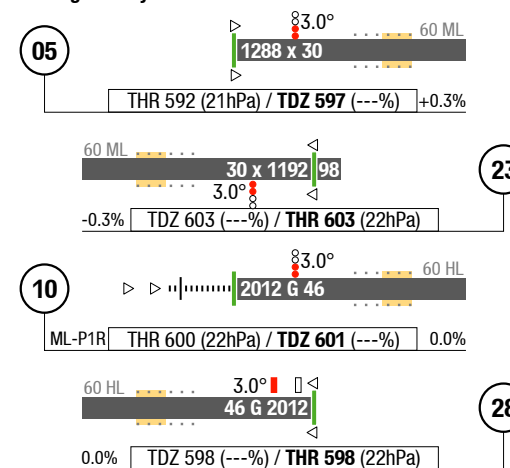 3.0° 60 ML
05
1288 x 30
THR 592 (21hPa) / TDZ 597 (---%) +0.3%
60 ML
30 x 1192 98
23
3.0°
-0.3% TDZ 603 (---%) / THR 603 (22hPa)
3.0° 60 HL
10
2012 G 46
ML-P1R THR 600 (22hPa) / TDZ 601 (---%) 0.0%
60 HL 3.0°
46 G 2012
28
0.0% TDZ 598 (---%) / THR 598 (22hPa)